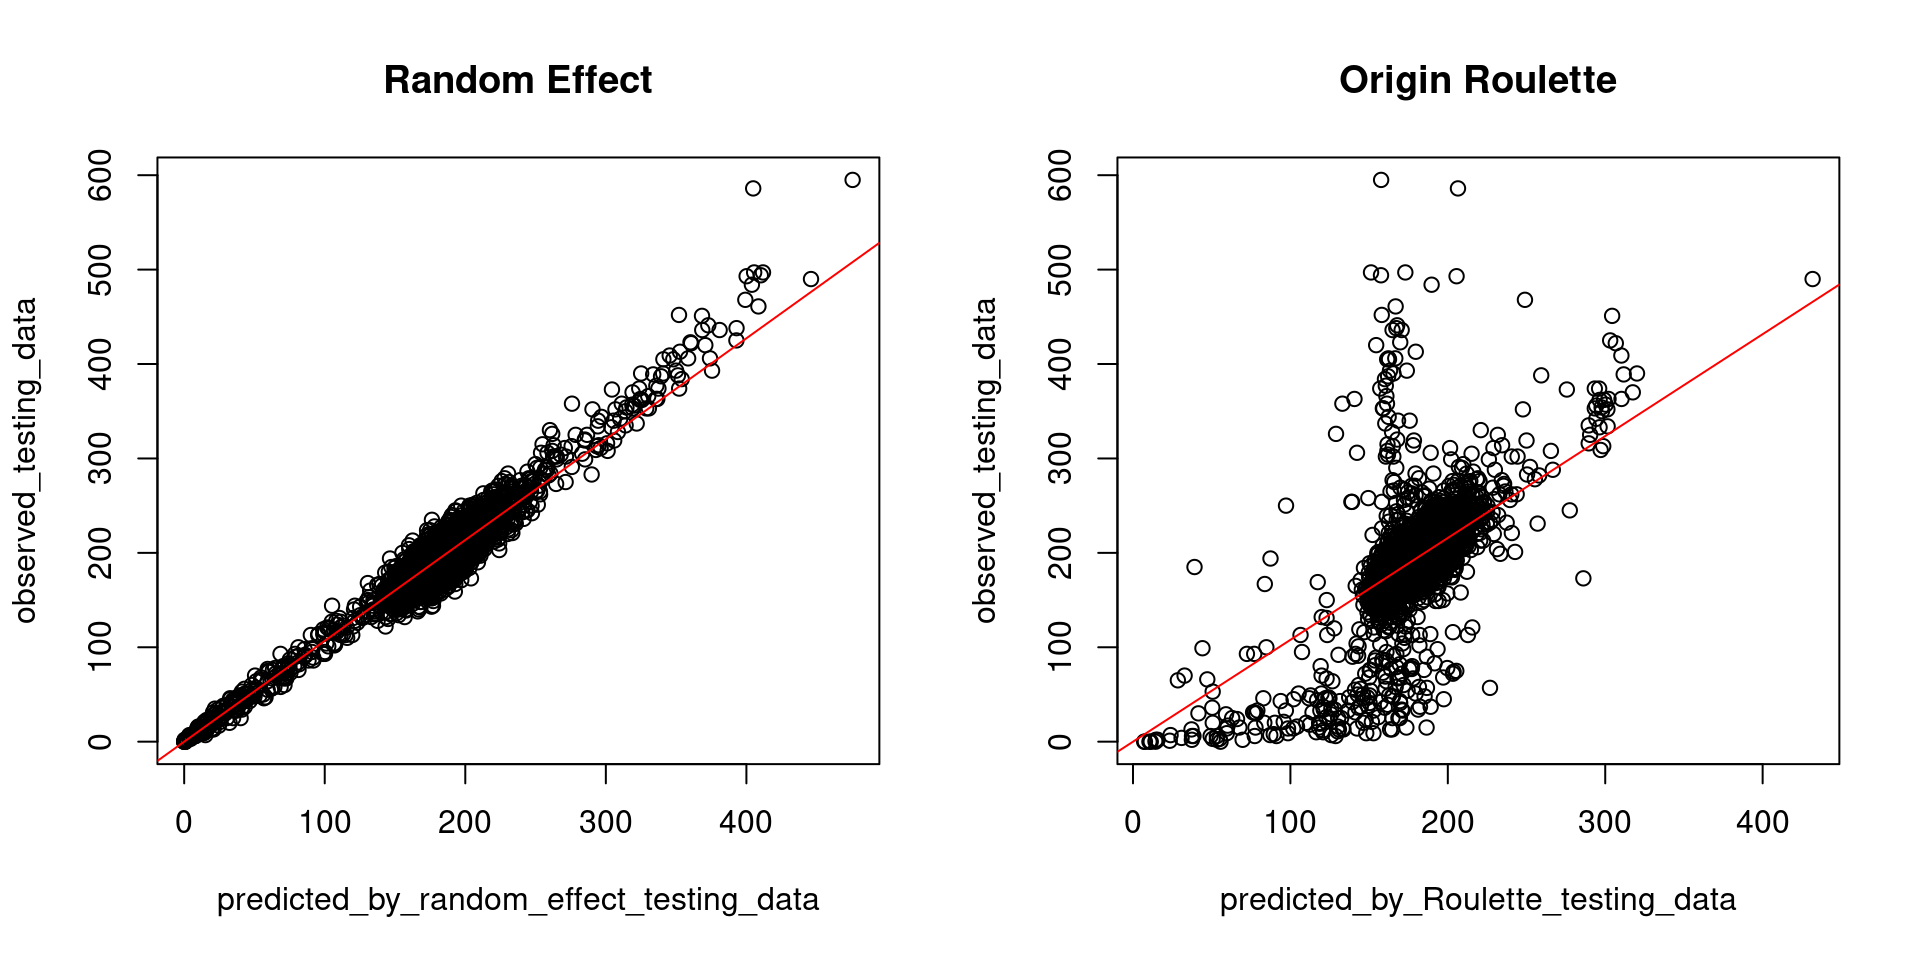 Random Effect
observed_testing_data
0 100 200 300 400 500 600
0 100 200 300 400
predicted_by_random_effect_testing_data
Origin Roulette
observed_testing_data
0 100 200 300 400 500 600
0 100 200 300 400
predicted_by_Roulette_testing_data